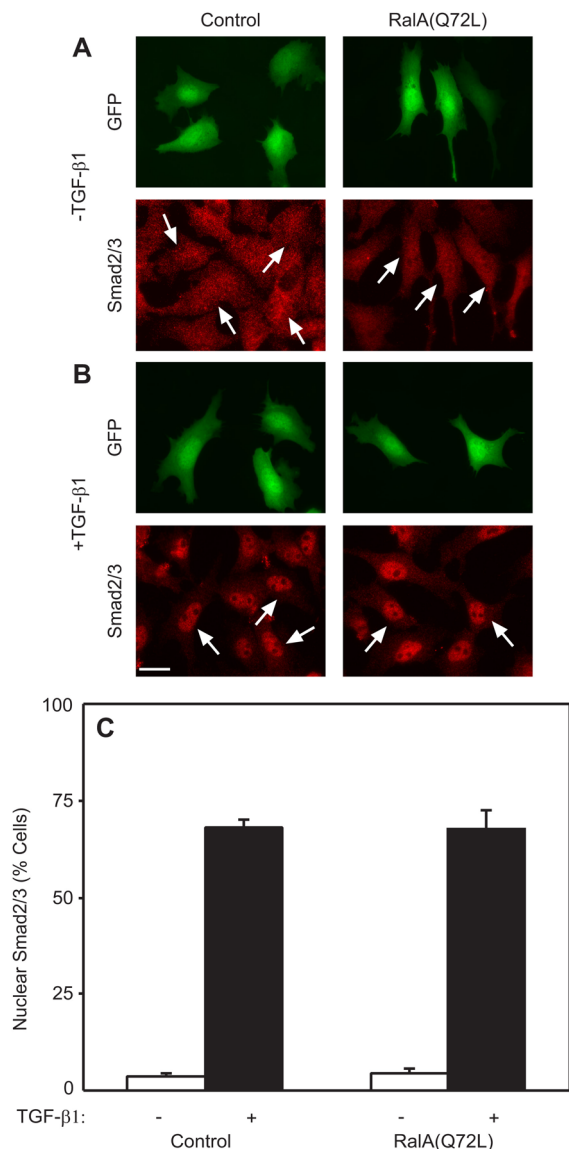 Control RalA(Q72L)
A
GFP
-TGF-β1
Smad2/3
B
GFP
+TGF-β1
Smad2/3
C
100
75
50
25
0
Nuclear Smad2/3 (% Cells)
TGF-β1: - + - +
Control RalA(Q72L)